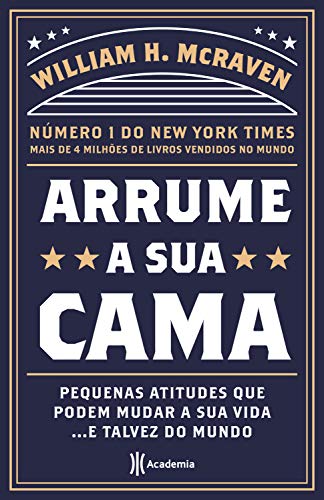 WILLIAM H. McRAVEN
NÚMERO 1 DO NEW YORK TIMES
MAIS DE 4 MILHÕES DE LIVROS VENDIDOS NO MUNDO
ARRUME
A SUA
CAMA
PEQUENAS ATITUDES QUE
PODEM MUDAR A SUA VIDA
...E TALVEZ DO MUNDO
Academia